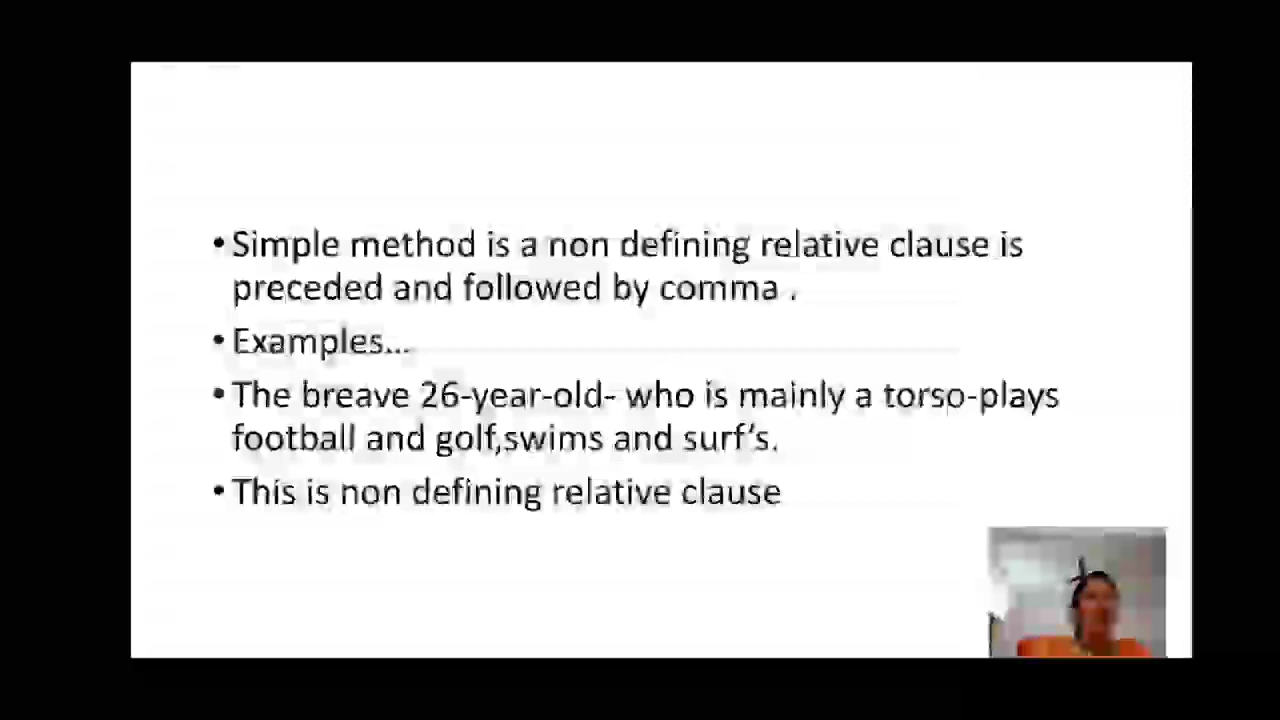 • Simple method is a non defining relative clause is
preceded and followed by comma .
• Examples...
• The breave 26-year-old- who is mainly a torso-plays
football and golf,swims and surf's.
• This is non defining relative clause